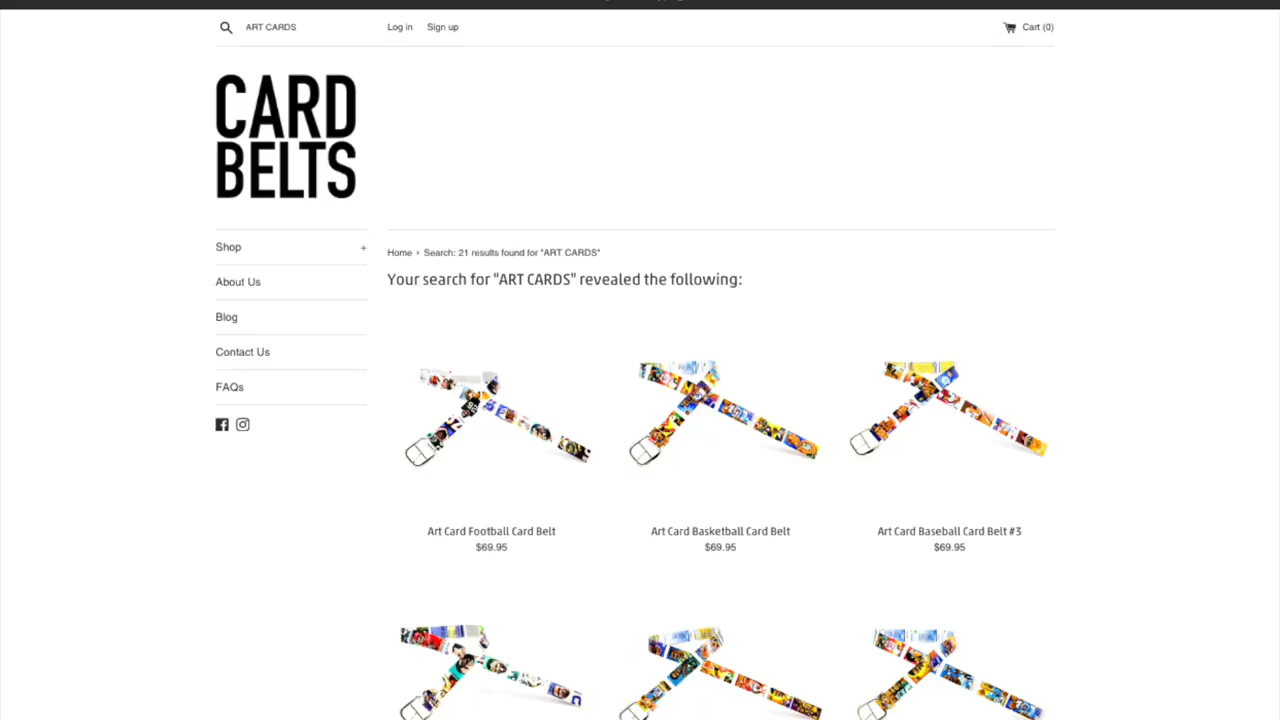 ART CARDS
Log in
Sign up
Cart (0)
CARD
BELTS
Shop +
About Us
Blog
Contact Us
FAQs
Home › Search: 21 results found for "ART CARDS"
Your search for "ART CARDS" revealed the following:
Art Card Football Card Belt
$69.95
Art Card Basketball Card Belt
$69.95
Art Card Baseball Card Belt #3
$69.95